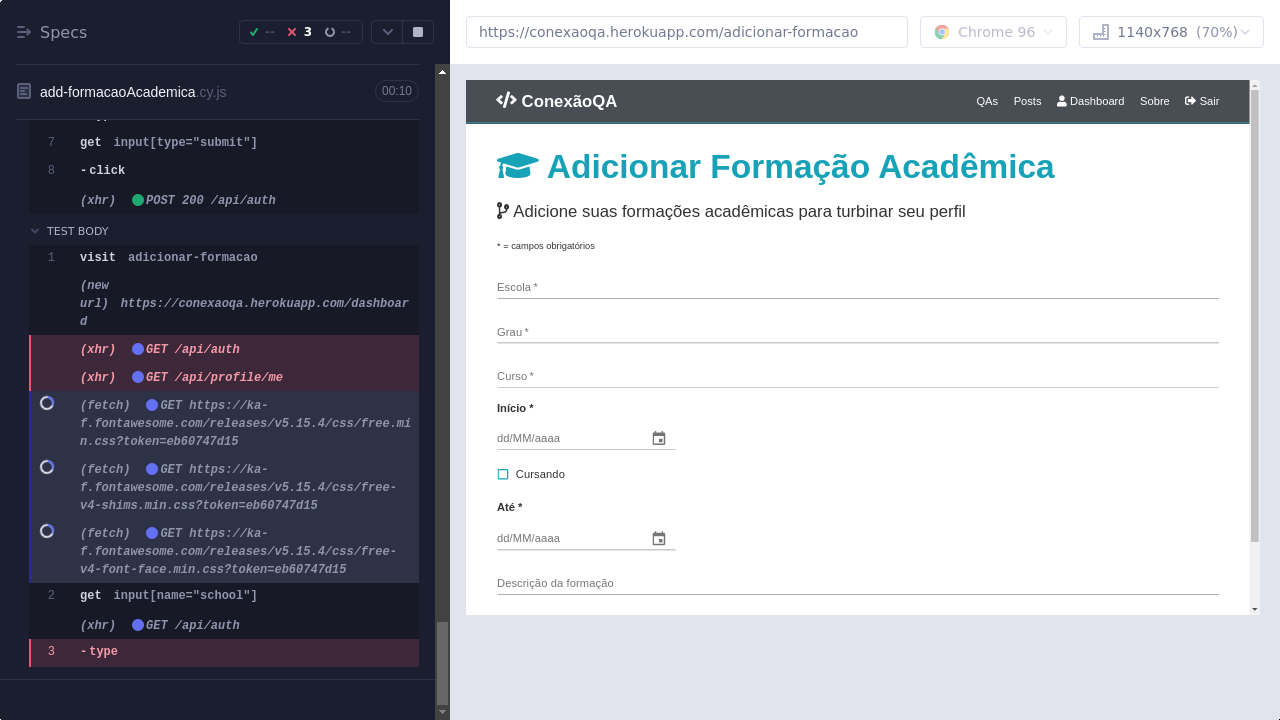 Specs
-- 3 --
add-formacaoAcademica.cy.js
00:10
7 get input[type="submit"]
8 -click
(xhr) POST 200 /api/auth
TEST BODY
1 visit adicionar-formacao
(new
url) https://conexaoqa.herokuapp.com/dashboar
d
(xhr) GET /api/auth
(xhr) GET /api/profile/me
(fetch) GET https://ka-
f.fontawesome.com/releases/v5.15.4/css/free.mi
n.css?token=eb60747d15
(fetch) GET https://ka-
f.fontawesome.com/releases/v5.15.4/css/free-
v4-shims.min.css?token=eb60747d15
(fetch) GET https://ka-
f.fontawesome.com/releases/v5.15.4/css/free-
v4-font-face.min.css?token=eb60747d15
2 get input[name="school"]
(xhr) GET /api/auth
3 -type
https://conexaoqa.herokuapp.com/adicionar-formacao
Chrome 96
1140x768 (70%)
ConexãoQA
QAs Posts Dashboard Sobre Sair
Adicionar Formação Acadêmica
Adicione suas formações acadêmicas para turbinar seu perfil
* = campos obrigatórios
Escola *
Grau *
Curso *
Início *
dd/MM/aaaa
Cursando
Até *
dd/MM/aaaa
Descrição da formação